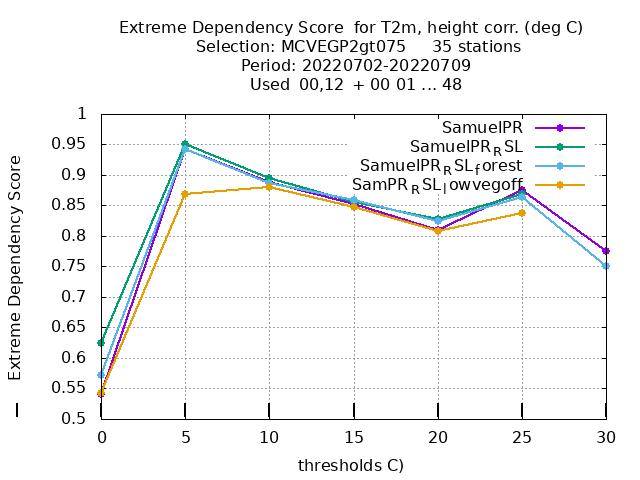 Extreme Dependency Score for T2m, height corr. (deg C)
Selection: MCVEGP2gt075 35 stations
Period: 20220702-20220709
Used 00,12 + 00 01 ... 48
Extreme Dependency Score
1
0.95
0.9
0.85
0.8
0.75
0.7
0.65
0.6
0.55
0.5
SamuelPR
SamuelPR_RSL
SamuelPR_RSL_forest
SamPR_RSL_lowvegoff
0 5 10 15 20 25 30
thresholds C)